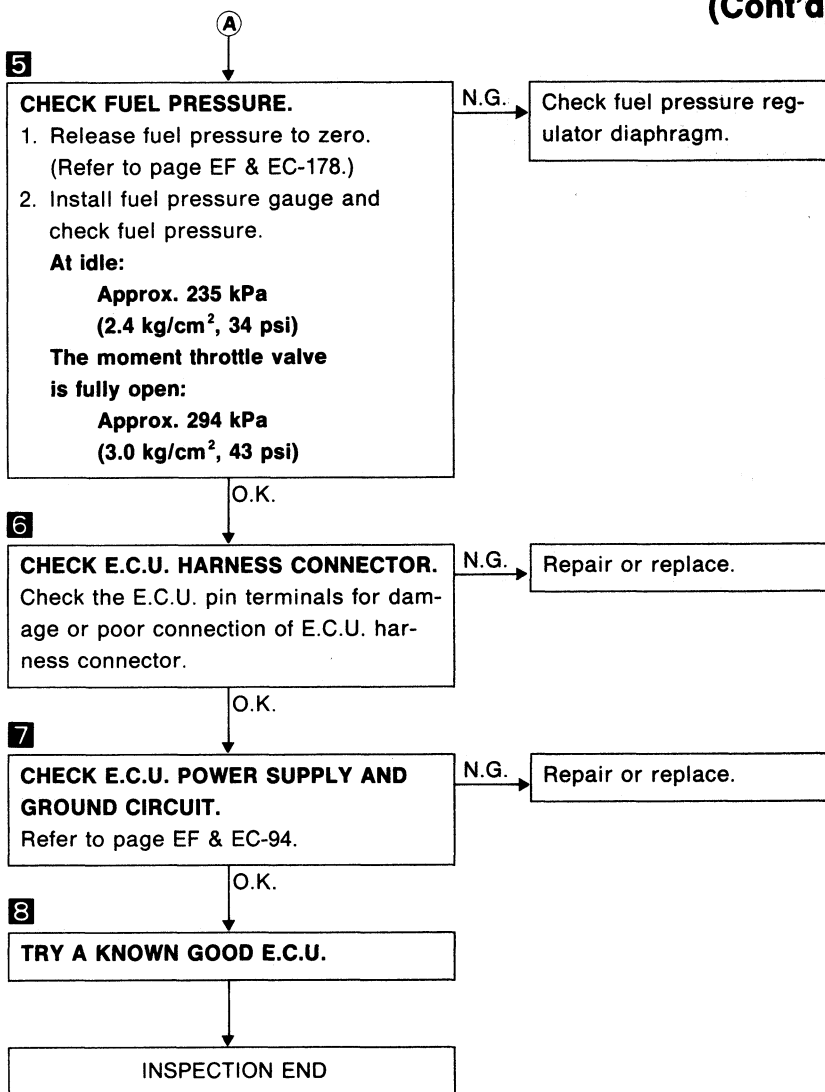 (Cont'd
A
5
CHECK FUEL PRESSURE.
1. Release fuel pressure to zero.
(Refer to page EF & EC-178.)
2. Install fuel pressure gauge and
check fuel pressure.
At idle:
Approx. 235 kPa
(2.4 kg/cm², 34 psi)
The moment throttle valve
is fully open:
Approx. 294 kPa
(3.0 kg/cm², 43 psi)
N.G.
Check fuel pressure reg-
ulator diaphragm.
O.K.
6
CHECK E.C.U. HARNESS CONNECTOR.
Check the E.C.U. pin terminals for dam-
age or poor connection of E.C.U. har-
ness connector.
N.G.
Repair or replace.
O.K.
7
CHECK E.C.U. POWER SUPPLY AND
GROUND CIRCUIT.
Refer to page EF & EC-94.
N.G.
Repair or replace.
O.K.
8
TRY A KNOWN GOOD E.C.U.
INSPECTION END